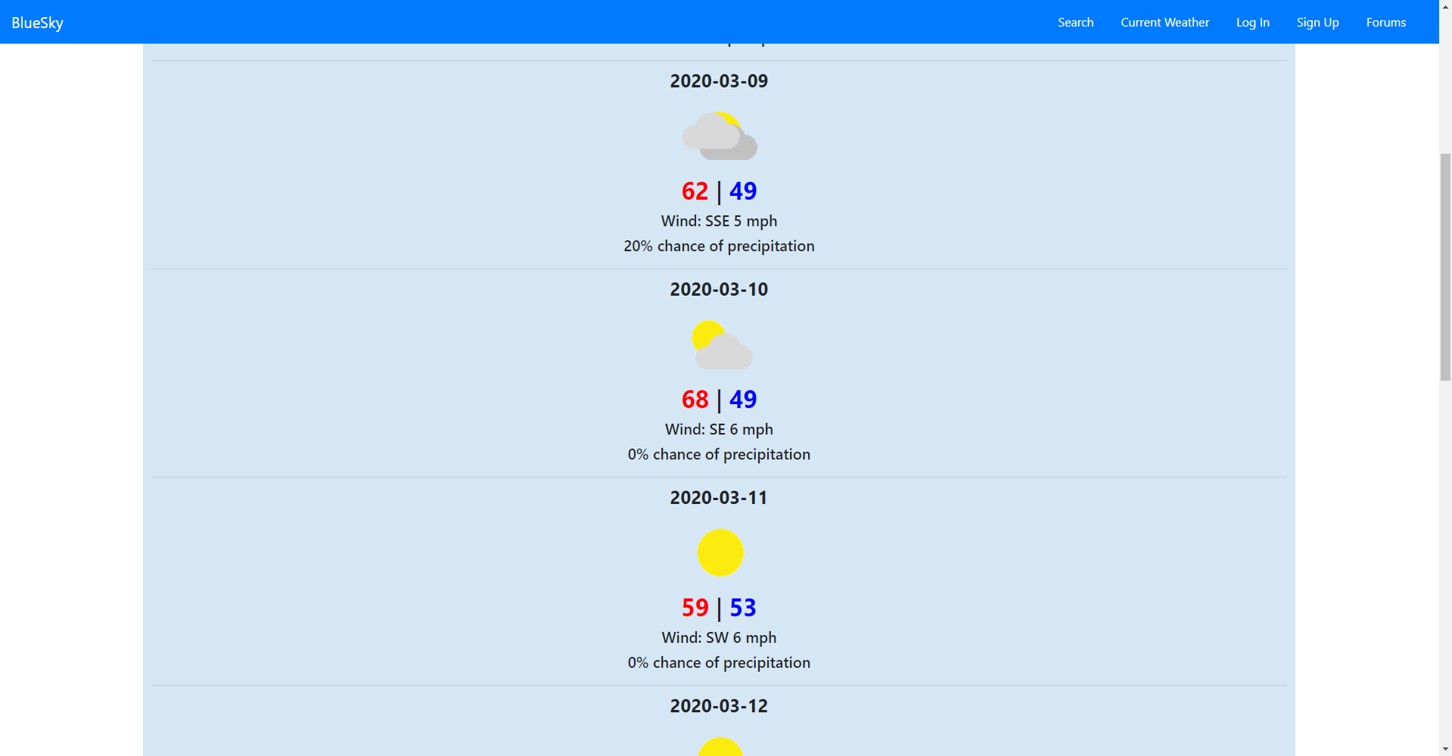 BlueSky
Search
Current Weather
Log In
Sign Up
Forums
2020-03-09
62 | 49
Wind: SSE 5 mph
20% chance of precipitation
2020-03-10
68 | 49
Wind: SE 6 mph
0% chance of precipitation
2020-03-11
59 | 53
Wind: SW 6 mph
0% chance of precipitation
2020-03-12